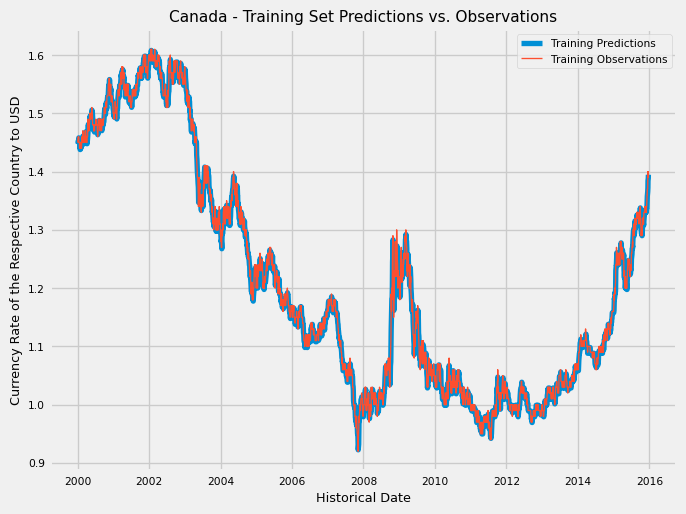 Canada - Training Set Predictions vs. Observations
Training Predictions
Training Observations
Currency Rate of the Respective Country to USD
1.6
1.5
1.4
1.3
1.2
1.1
1.0
0.9
2000 2002 2004 2006 2008 2010 2012 2014 2016
Historical Date